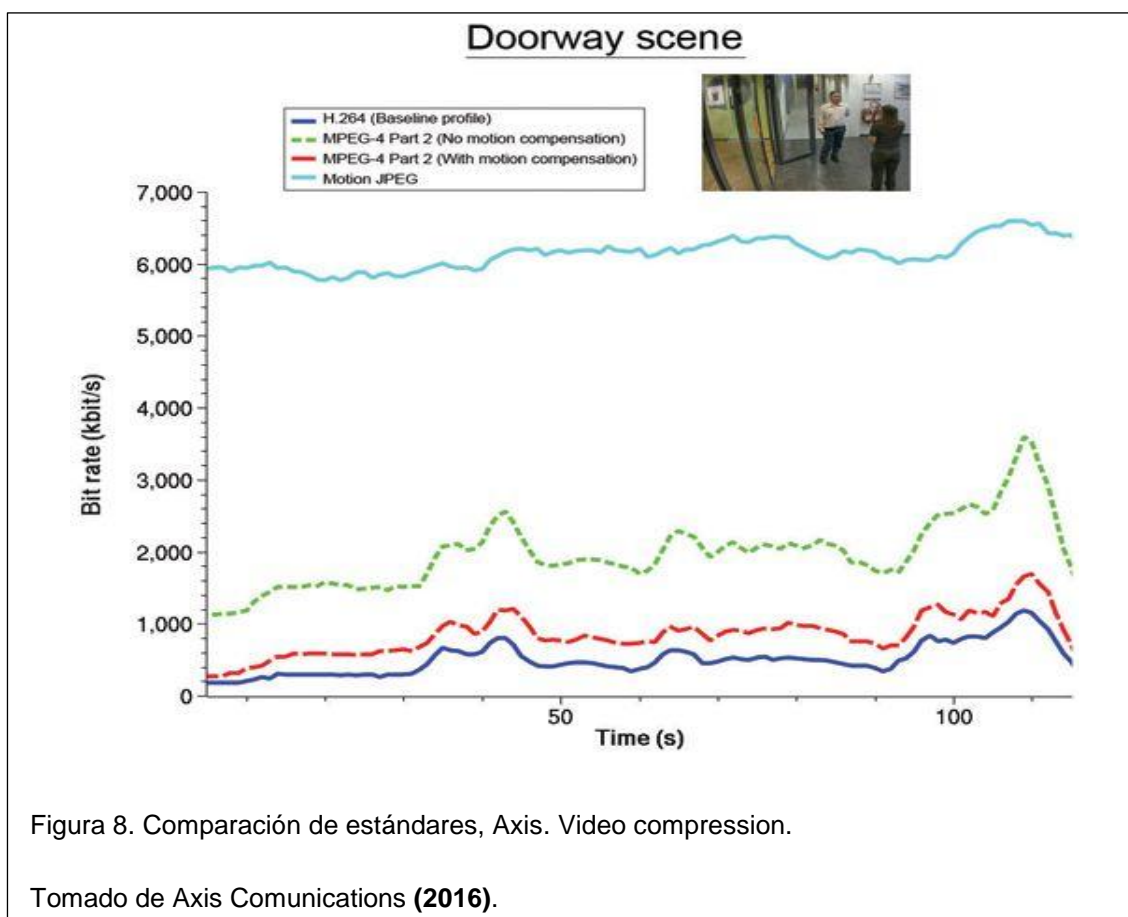 Doorway scene
H.264 (Baseline profile)
MPEG-4 Part 2 (No motion compensation)
MPEG-4 Part 2 (With motion compensation)
Motion JPEG
7,000
6,000
5,000
4,000
3,000
2,000
1,000
0
Bit rate (kbit/s)
50
100
Time (s)
Figura 8. Comparación de estándares, Axis. Video compression.
Tomado de Axis Comunications (2016).